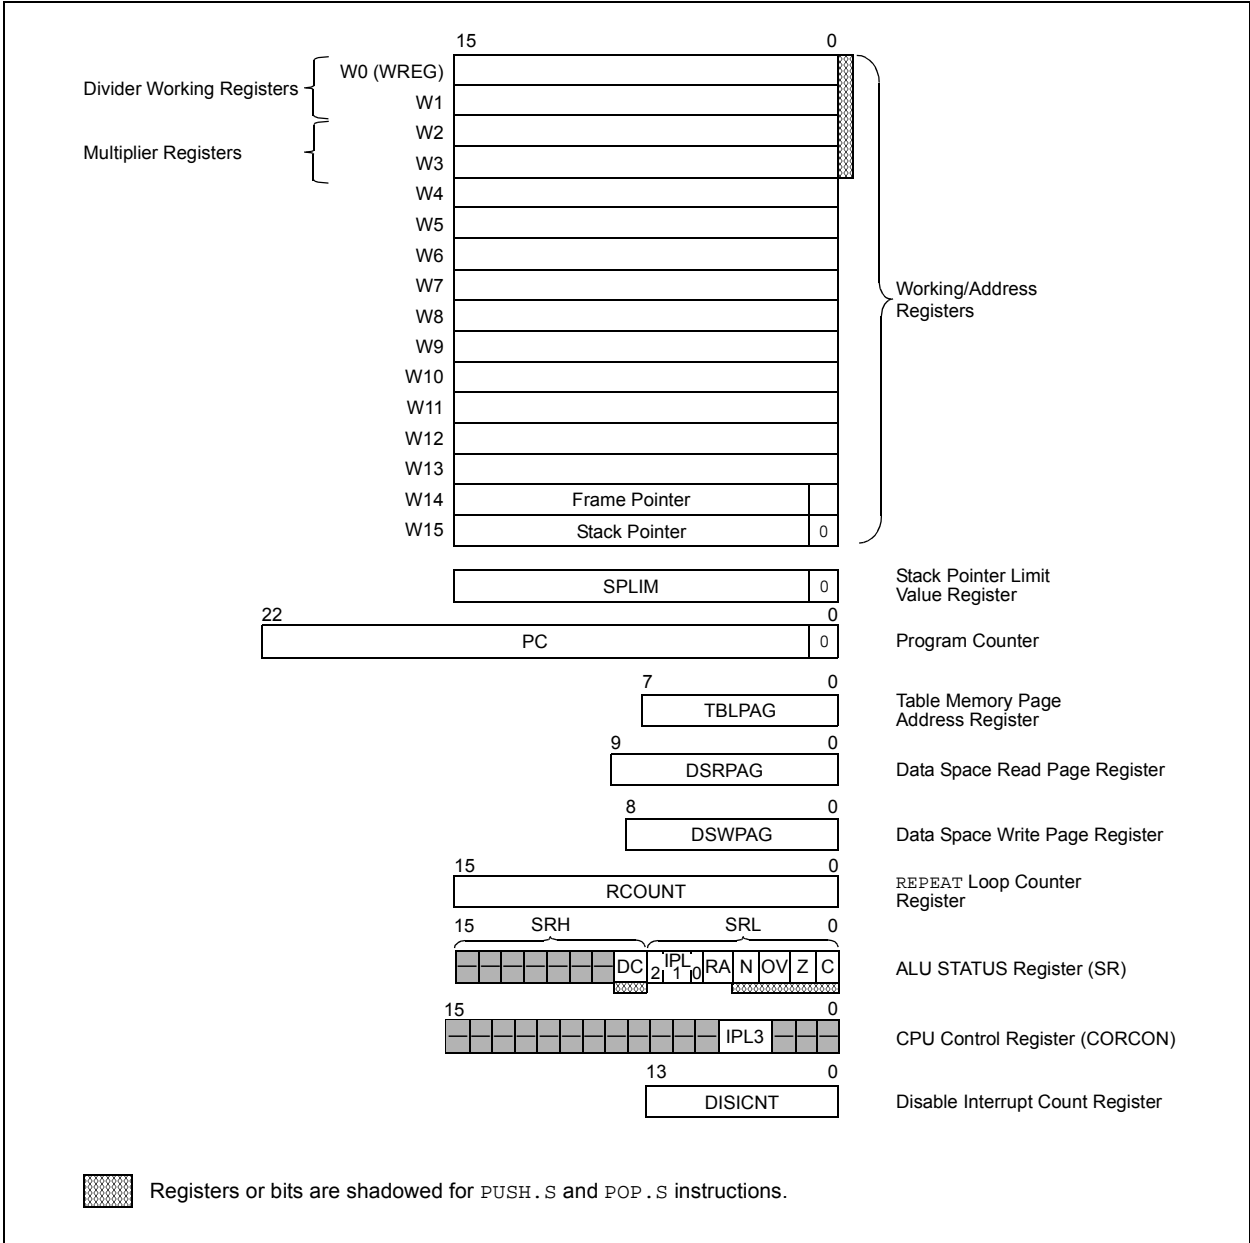 15 0
W0 (WREG)
Divider Working Registers
W1
W2
Multiplier Registers
W3
W4
W5
W6
W7
W8
W9
W10
W11
W12
W13
W14 Frame Pointer
W15 Stack Pointer 0
Working/Address
Registers
SPLIM 0
Stack Pointer Limit
Value Register
22 0
PC 0 Program Counter
7 0
TBLPAG
Table Memory Page
Address Register
9 0
DSRPAG Data Space Read Page Register
8 0
DSWPAG Data Space Write Page Register
15 0
RCOUNT
REPEAT Loop Counter
Register
15 SRH SRL 0
— — — — — — — DC IPL 2 1 0 RA N OV Z C ALU STATUS Register (SR)
15 0
— — — — — — — — — — — — IPL3 — — — CPU Control Register (CORCON)
13 0
DISICNT Disable Interrupt Count Register
Registers or bits are shadowed for PUSH.S and POP.S instructions.